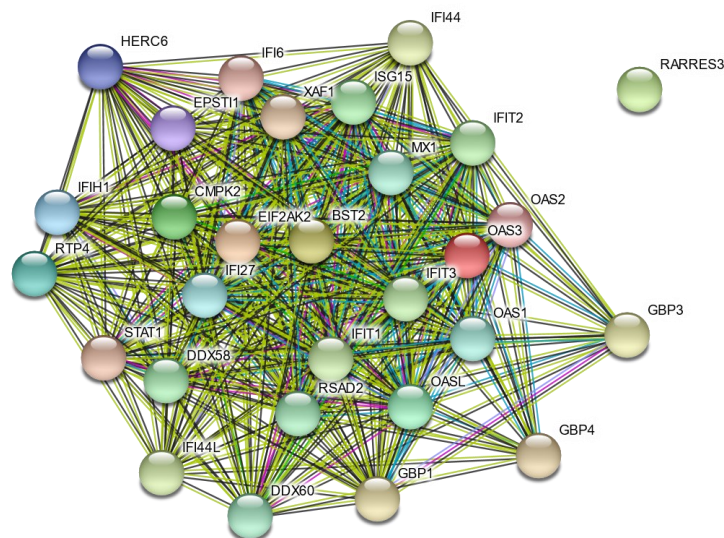 IFI44
HERC6
IFI6
RARRES3
ISG15
XAF1
EPSTI1
IFIT2
MX1
IFIH1
CMPK2
OAS2
EIF2AK2
BST2
OAS3
RTP4
IFI27
IFIT3
GBP3
OAS1
STAT1
IFIT1
DDX58
RSAD2
OASL
GBP4
IFI44L
GBP1
DDX60